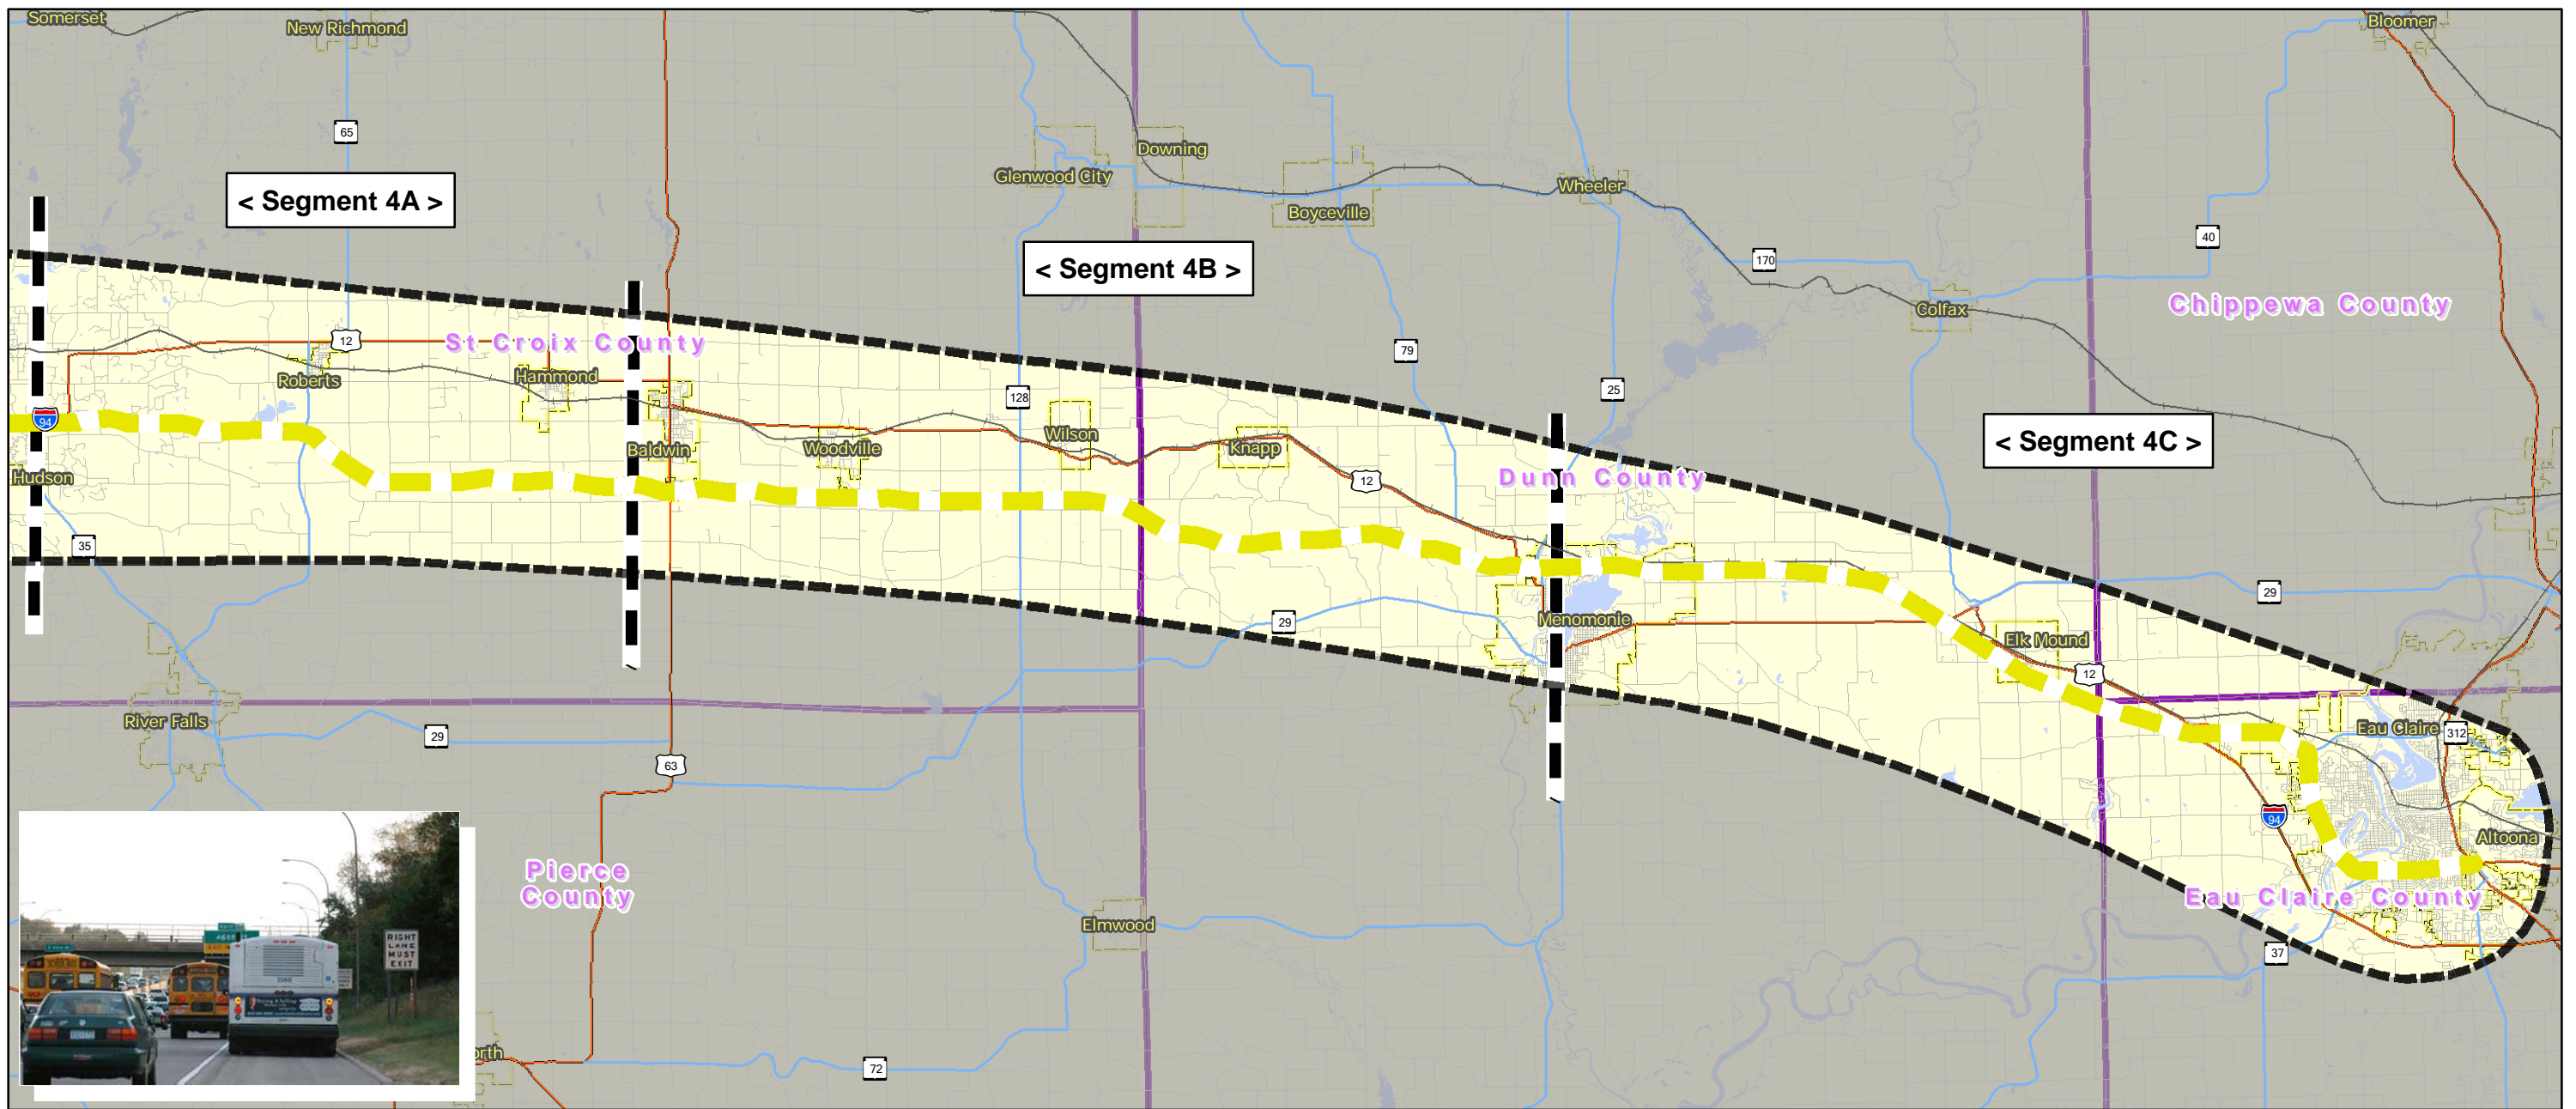 Somerset
New Richmond
Bloomer
65
Downing
Glenwood City
Wheeler
< Segment 4A >
Boyceville
40
170
< Segment 4B >
Chippewa County
Colfax
12
St Croix County
79
Roberts
Hammond
25
128
94
Wilson
< Segment 4C >
Baldwin
Woodville
Knapp
Hudson
12
Dunn County
35
29
29
Menomonie
Elk Mound
12
River Falls
29
Eau Claire
312
63
94
Altoona
Pierce
County
Eau Claire County
Elmwood
RIGHT
LANE
MUST
EXIT
37
orth
72